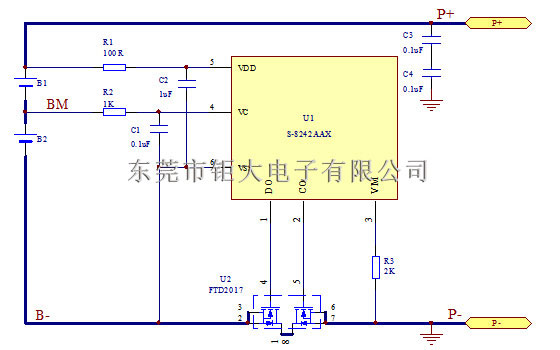 P+
P+
R1
100R
5
VDD
C3
0.1uF
C2
1uF
C4
0.1uF
B1
BM
R2
1K
4
VC
U1
S-8242AAX
C1
0.1uF
B2
6
东莞市钜大电子有限公司
DO
CO
VM
1
2
3
R3
2K
U2
FTD2017
4
5
B-
3
2
6
7
P-
P-
1
8